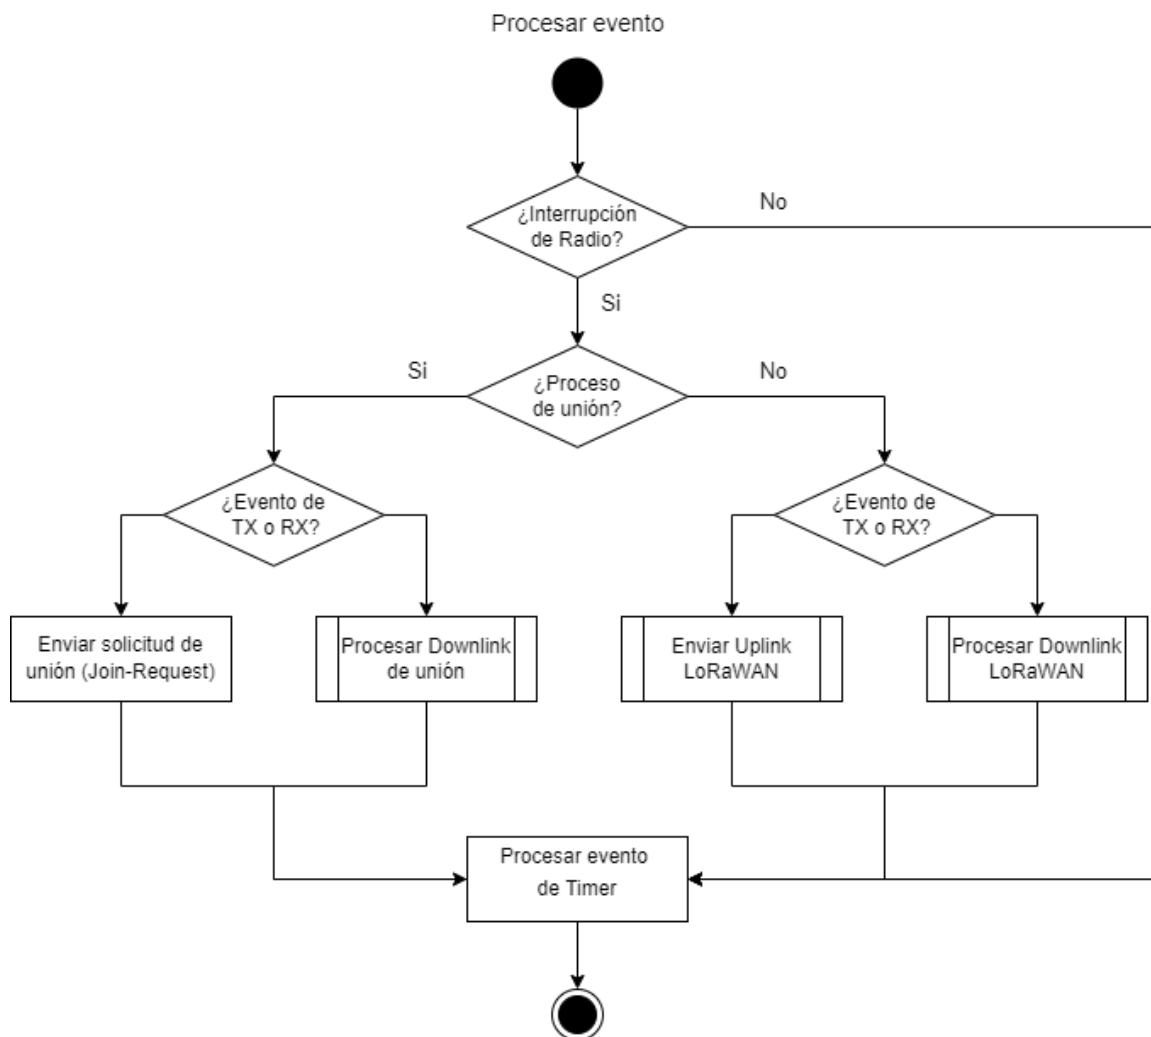 Procesar evento
¿Interrupción
de Radio?
No
Si
¿Proceso
de unión?
Si
No
¿Evento de
TX o RX?
¿Evento de
TX o RX?
Enviar solicitud de
unión (Join-Request)
Procesar Downlink
de unión
Enviar Uplink
LoRaWAN
Procesar Downlink
LoRaWAN
Procesar evento
de Timer